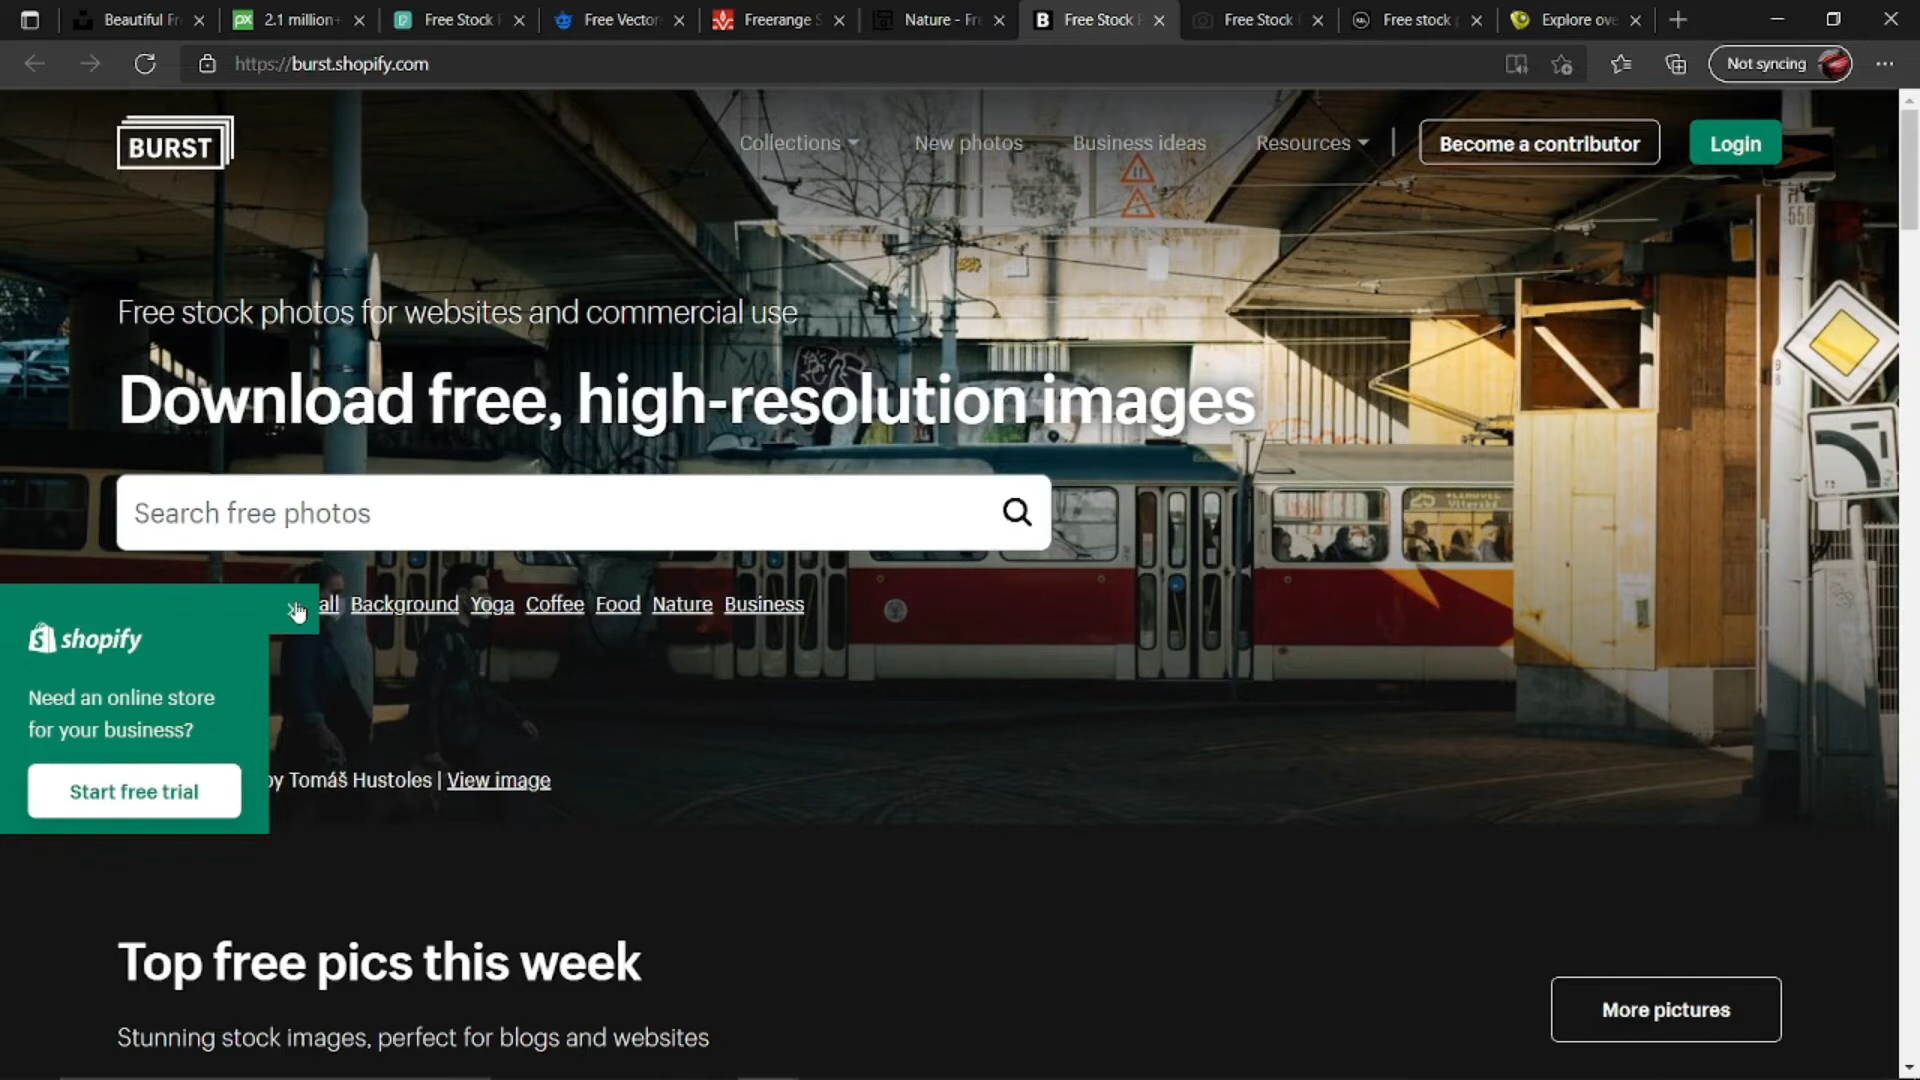 Beautiful Fr
2.1 million+
Free Stock
Free Vector
Freerange S
Nature - Fre
Free Stock P
Free Stock
Free stock
Explore ove
https://burst.shopify.com
Not syncing
BURST
Collections
New photos
Business ideas
Resources
Become a contributor
Login
Free stock photos for websites and commercial use
Download free, high-resolution images
Search free photos
all Background Yoga Coffee Food Nature Business
shopify
Need an online store
for your business?
Start free trial
by Tomáš Hustoles | View image
25
Top free pics this week
Stunning stock images, perfect for blogs and websites
More pictures